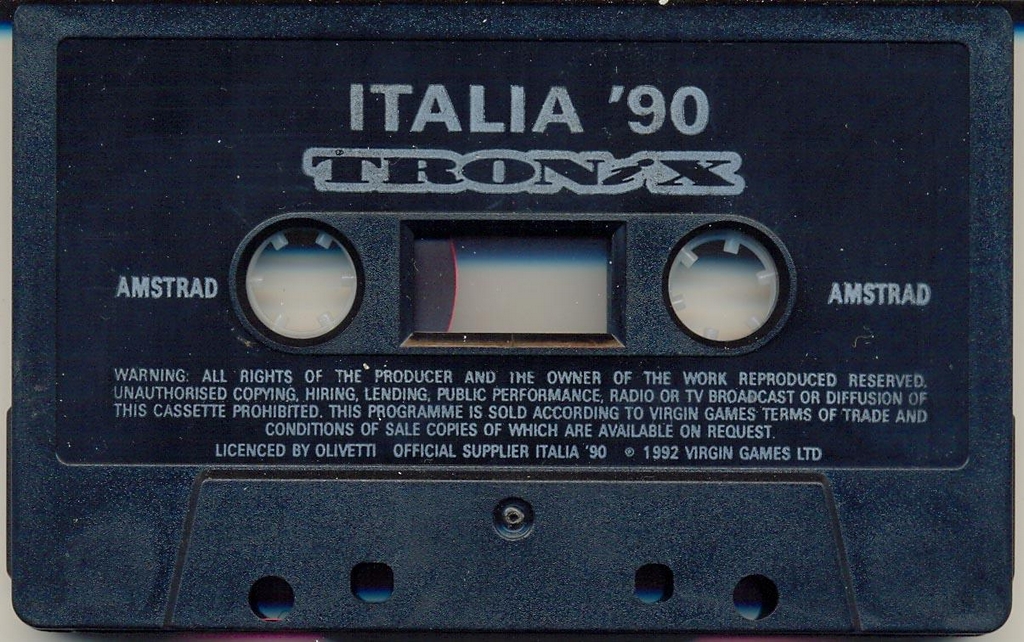 ITALIA '90
TRONiX
AMSTRAD
AMSTRAD
WARNING: ALL RIGHTS OF THE PRODUCER AND THE OWNER OF THE WORK REPRODUCED RESERVED.
UNAUTHORISED COPYING, HIRING, LENDING, PUBLIC PERFORMANCE, RADIO OR TV BROADCAST OR DIFFUSION OF
THIS CASSETTE PROHIBITED. THIS PROGRAMME IS SOLD ACCORDING TO VIRGIN GAMES TERMS OF TRADE AND
CONDITIONS OF SALE COPIES OF WHICH ARE AVAILABLE ON REQUEST.
LICENCED BY OLIVETTI OFFICIAL SUPPLIER ITALIA '90 ℗ 1992 VIRGIN GAMES LTD